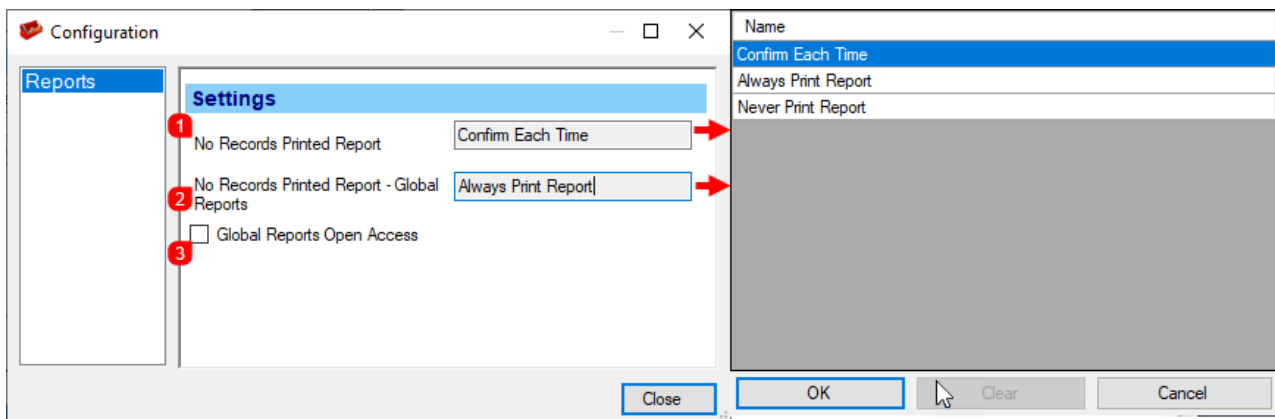 Configuration
Reports
Settings
1
No Records Printed Report
Confirm Each Time
No Records Printed Report - Global
Reports
2
Always Print Report
Global Reports Open Access
3
Close
Name
Confirm Each Time
Always Print Report
Never Print Report
OK
Clear
Cancel